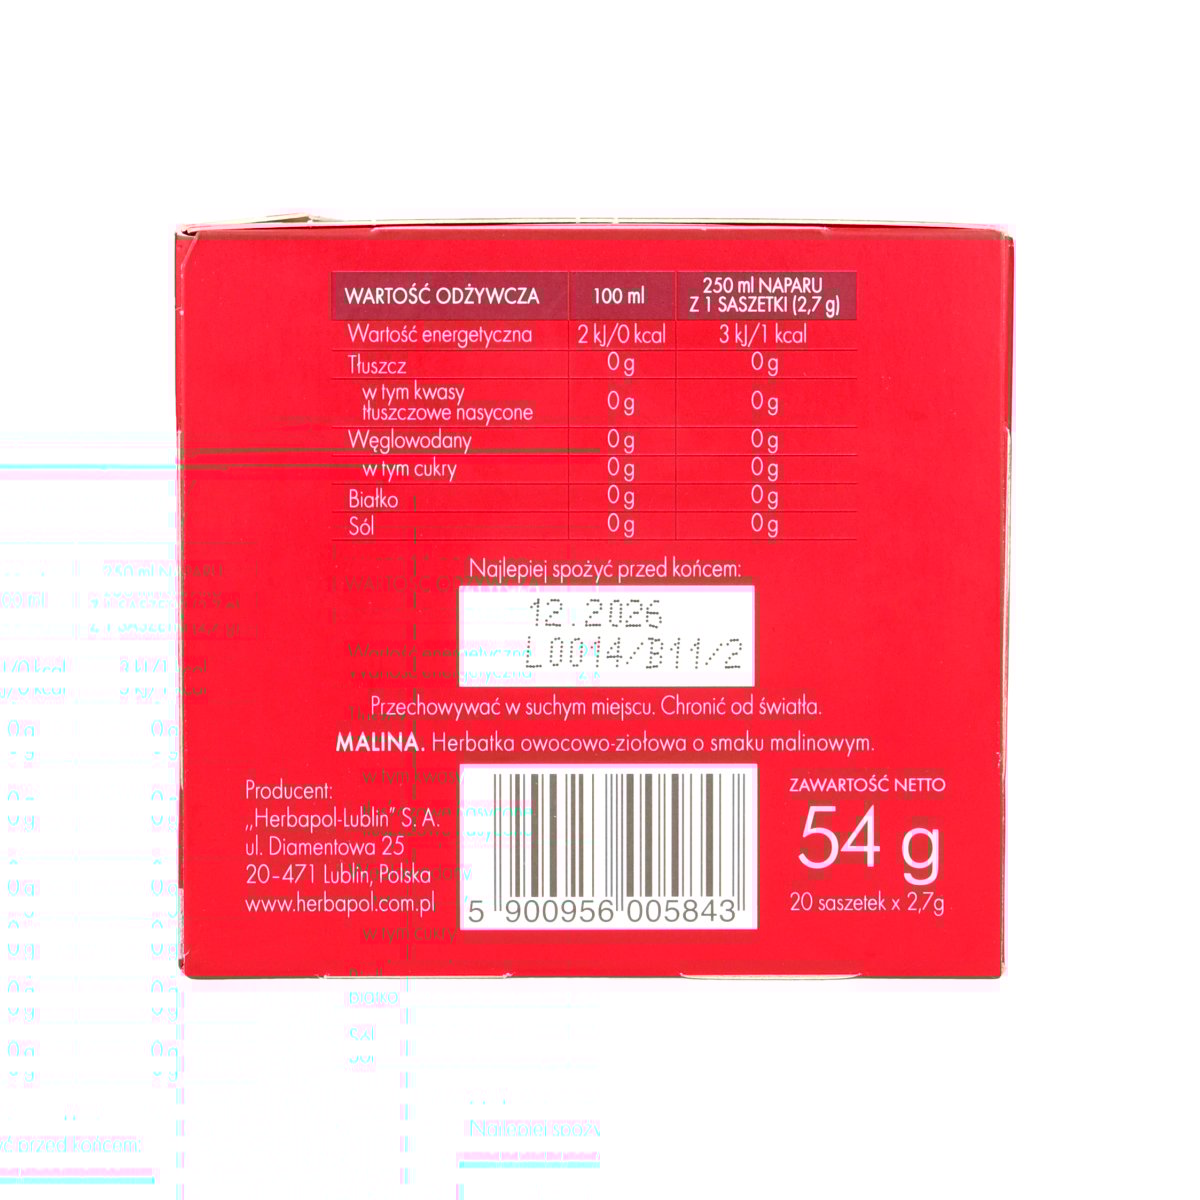 WARTOŚĆ ODŻYWCZA 100 ml 250 ml NAPARU Z 1 SASZETKI (2,7 g)
Wartość energetyczna 2 kJ/0 kcal 3 kJ/1 kcal
Tłuszcz 0 g 0 g
w tym kwasy
tłuszczowe nasycone 0 g 0 g
Węglowodany 0 g 0 g
w tym cukry 0 g 0 g
Białko 0 g 0 g
Sól 0 g 0 g
Najlepiej spożyć przed końcem:
12.2026
L0014/B11/2
Przechowywać w suchym miejscu. Chronić od światła.
MALINA. Herbatka owocowo-ziołowa o smaku malinowym.
Producent:
„Herbapol-Lublin" S. A.
ul. Diamentowa 25
20-471 Lublin, Polska
www.herbapol.com.pl
5 900956 005843
ZAWARTOŚĆ NETTO
54 g
20 saszetek x 2,7g